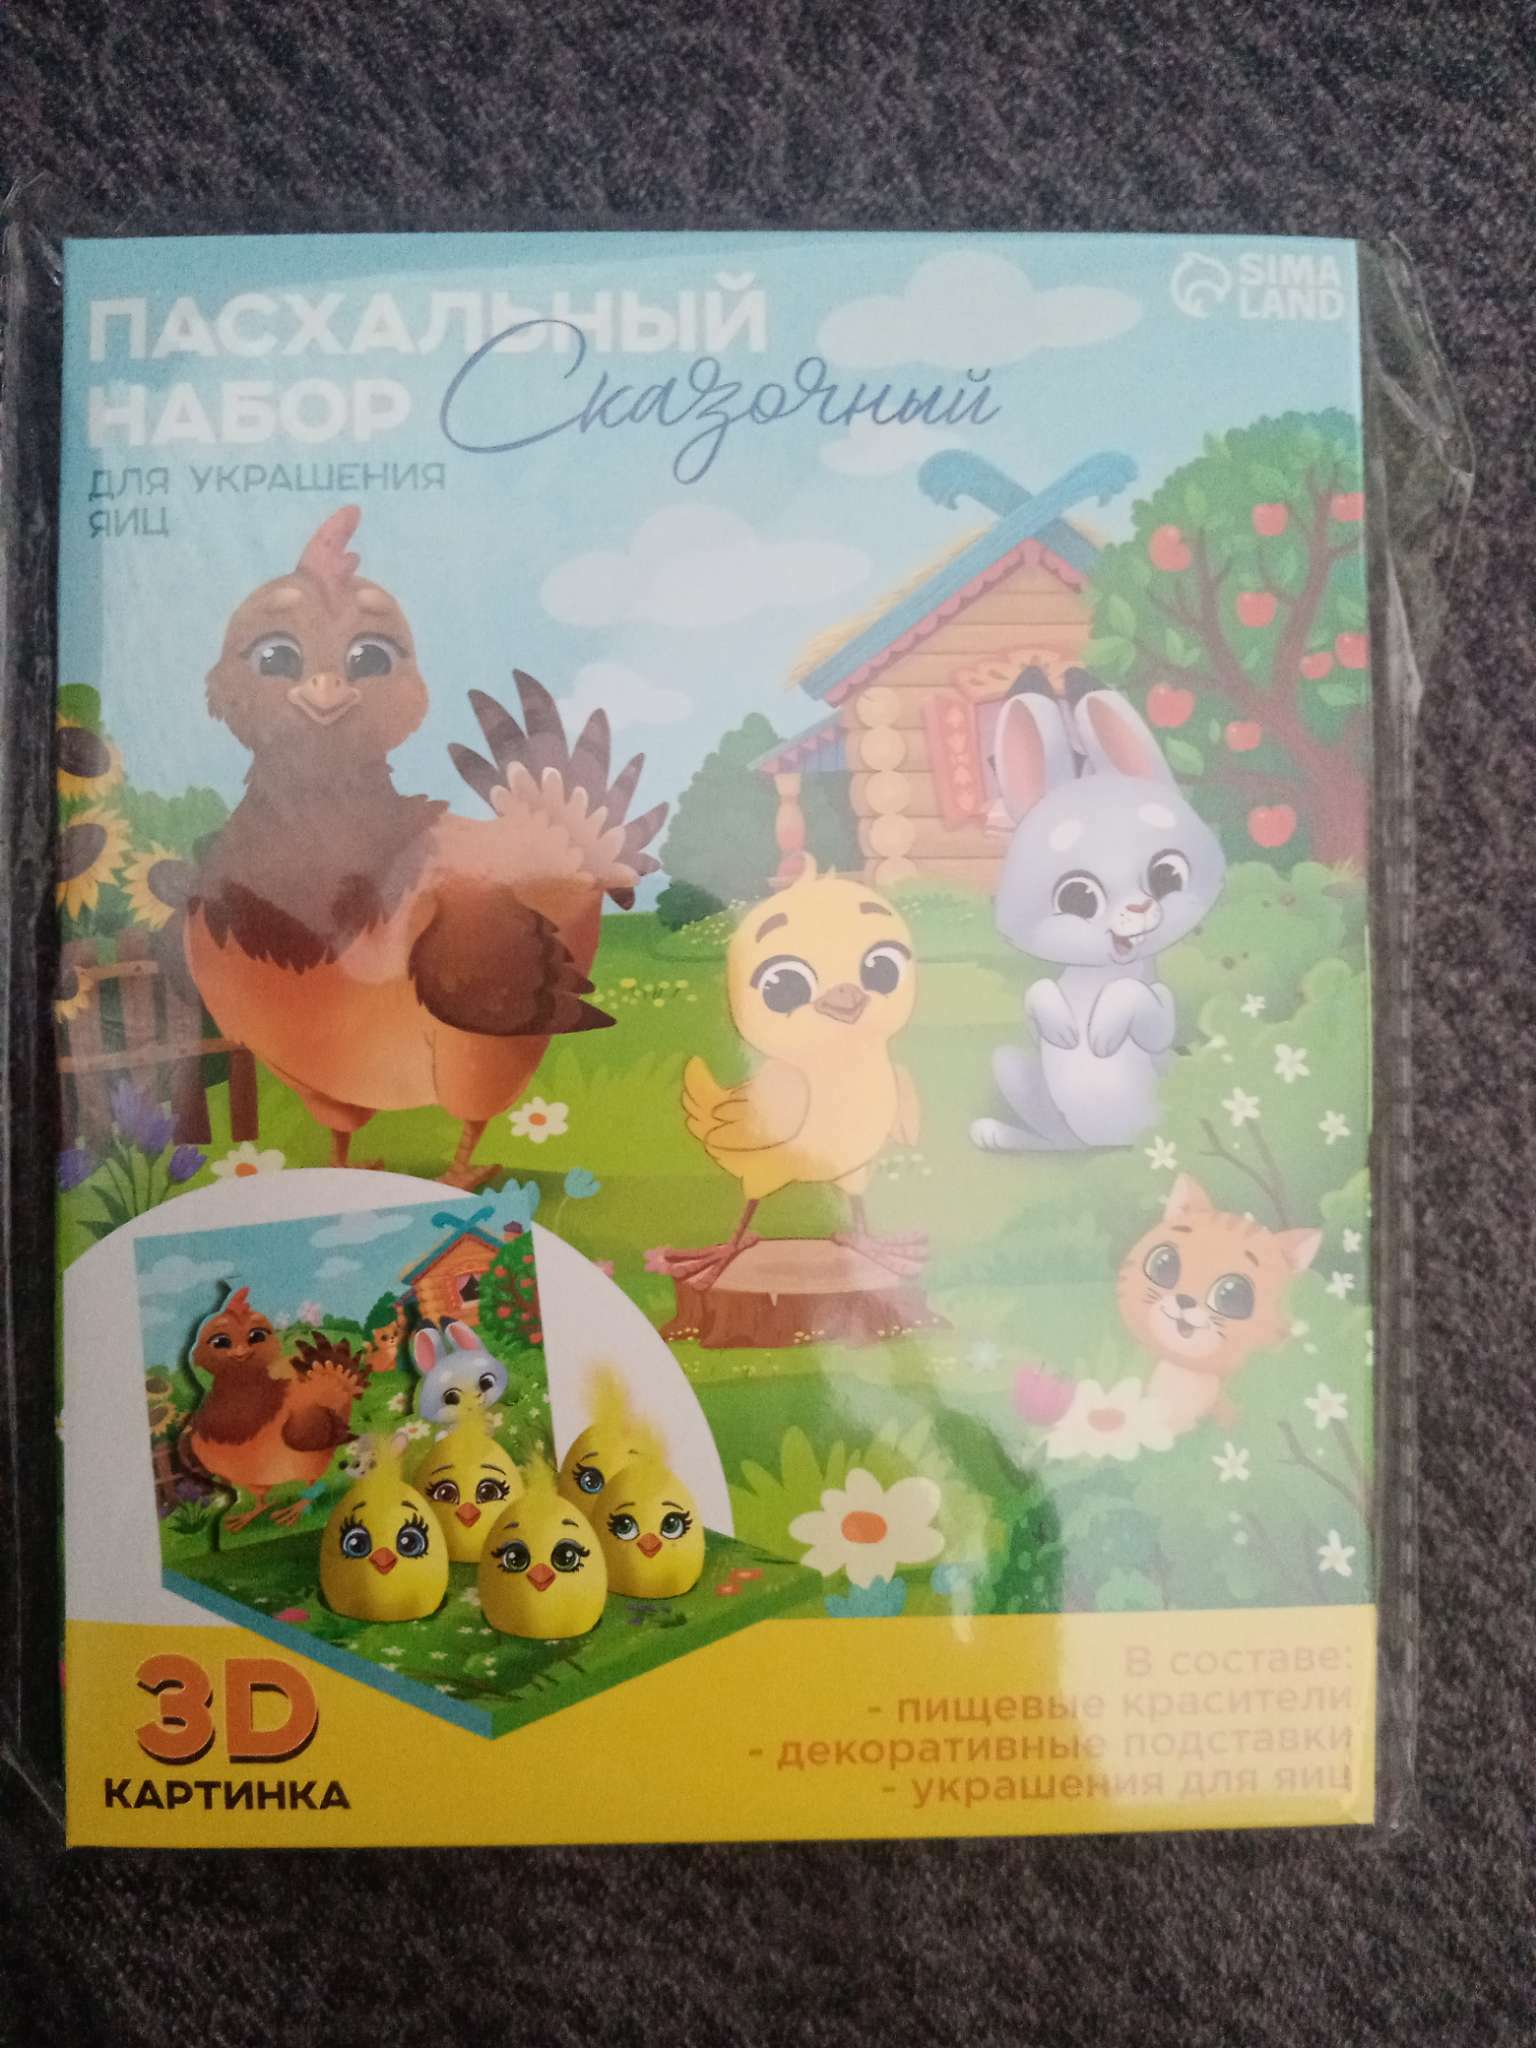 ПАСХАЛЬНЫЙ
НАБОР Сказочный
ДЛЯ УКРАШЕНИЯ
ЯИЦ
SIMA
LAND
3D
КАРТИНКА
В составе:
- пищевые красители
- декоративные подставки
- украшения для яиц